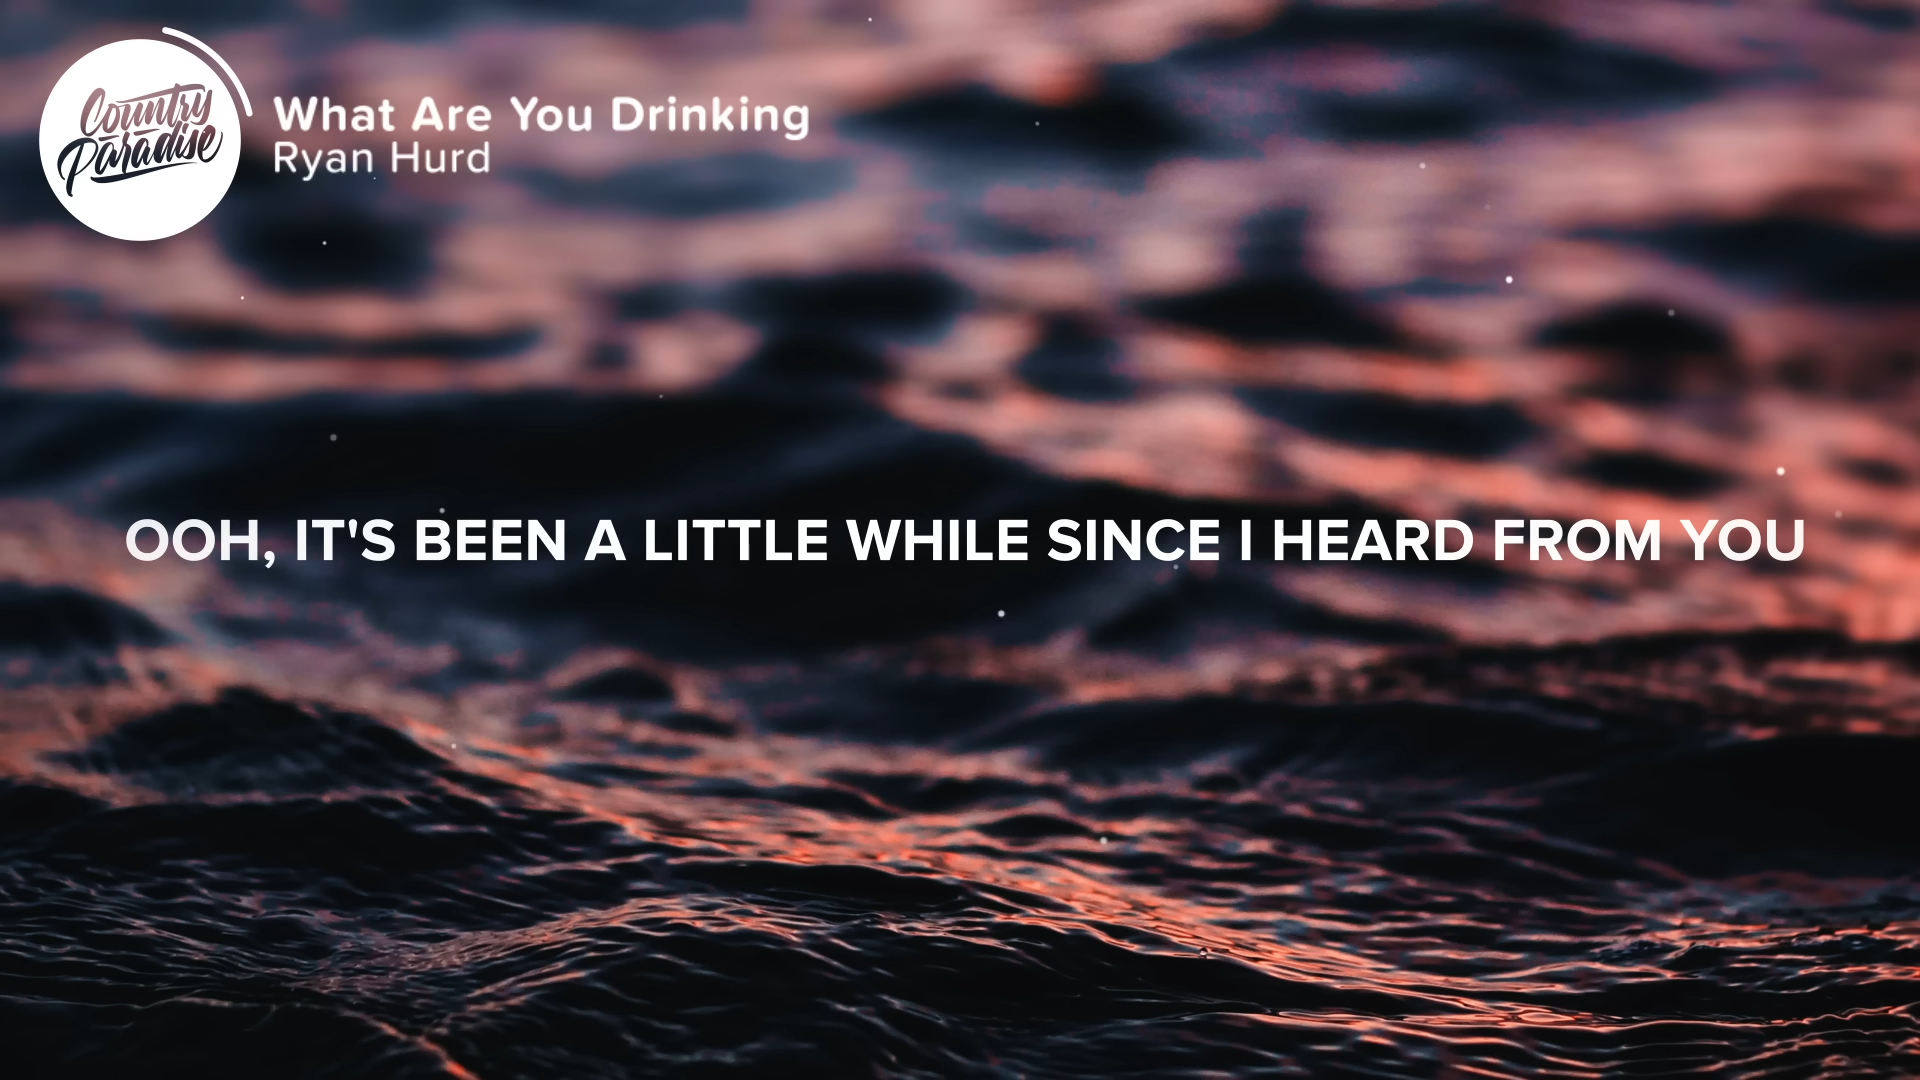 Country
Paradise
What Are You Drinking
Ryan Hurd
OOH, IT'S BEEN A LITTLE WHILE SINCE I HEARD FROM YOU